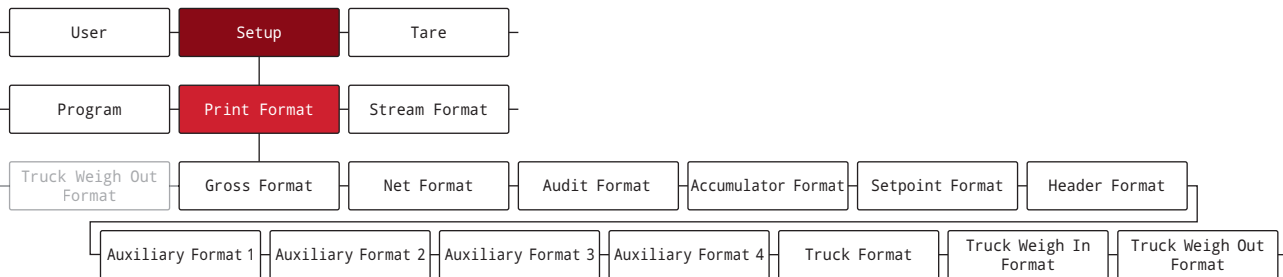 User
Setup
Tare
Program
Print Format
Stream Format
Truck Weigh Out
Format
Gross Format
Net Format
Audit Format
Accumulator Format
Setpoint Format
Header Format
Auxiliary Format 1
Auxiliary Format 2
Auxiliary Format 3
Auxiliary Format 4
Truck Format
Truck Weigh In
Format
Truck Weigh Out
Format